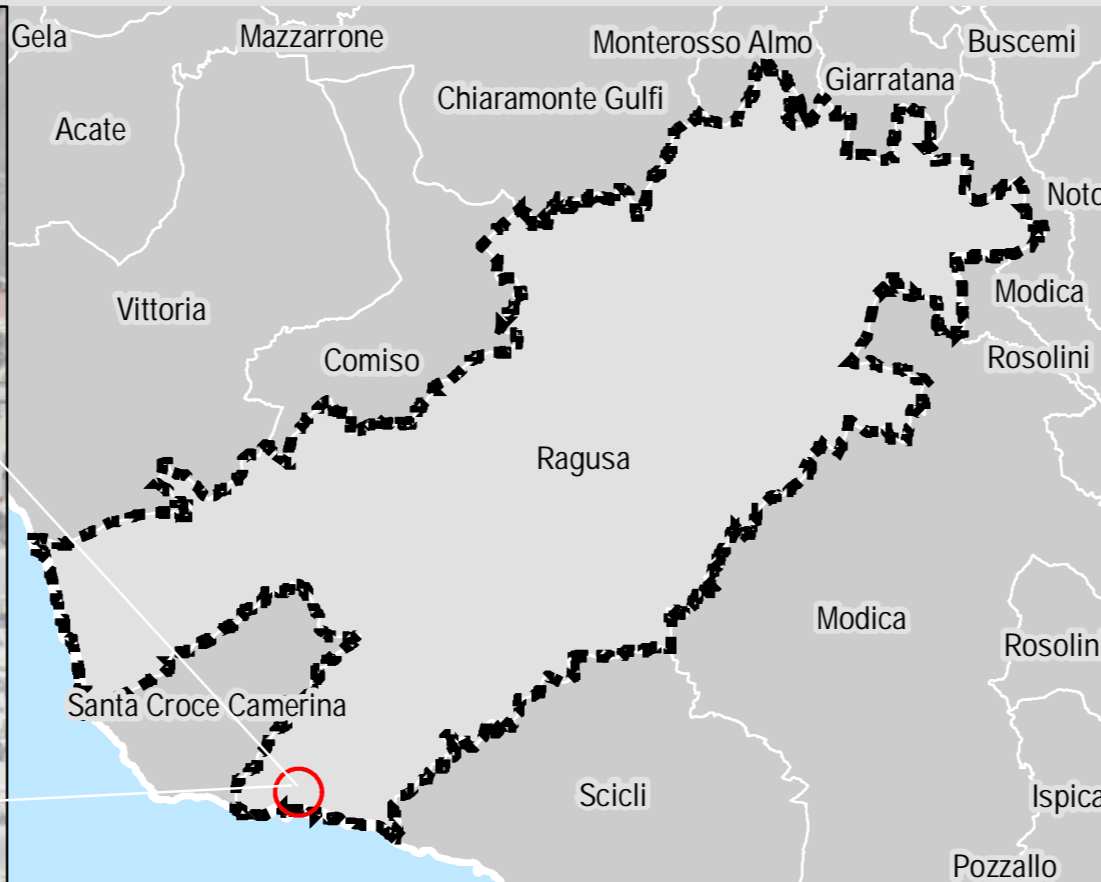 Gela
Mazzarrone
Monterosso Almo
Buscemi
Giarratana
Chiaramonte Gulfi
Acate
Noto
Modica
Vittoria
Rosolini
Comiso
Ragusa
Modica
Rosolin
Santa Croce Camerina
Scicli
Ispica
Pozzallo